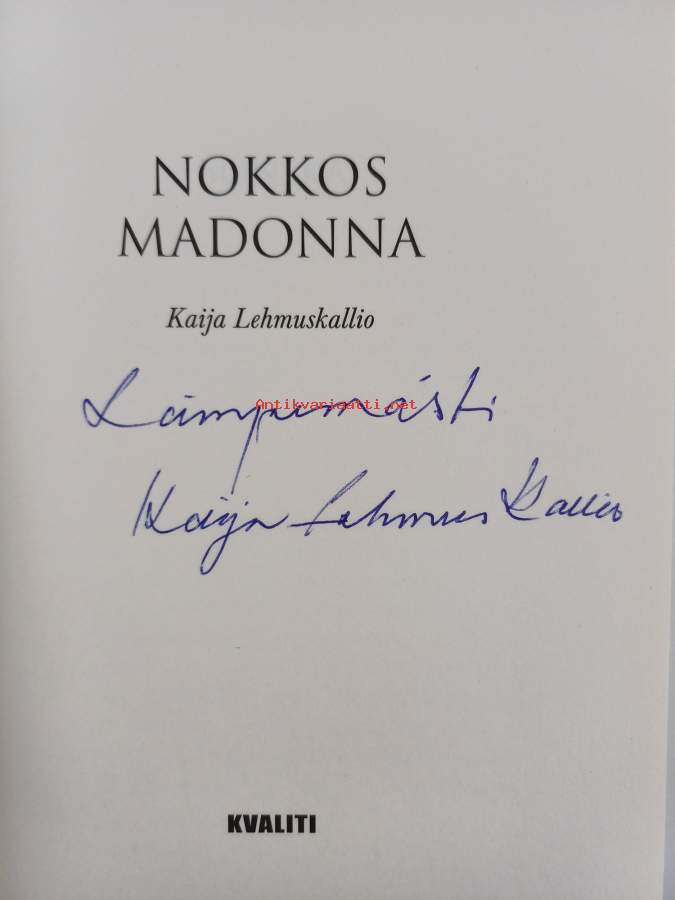 NOKKOS
MADONNA
Kaija Lehmuskallio
Lämpimästi
Antikvariaatti.net
Kaija Lehmuskallio
KVALITI